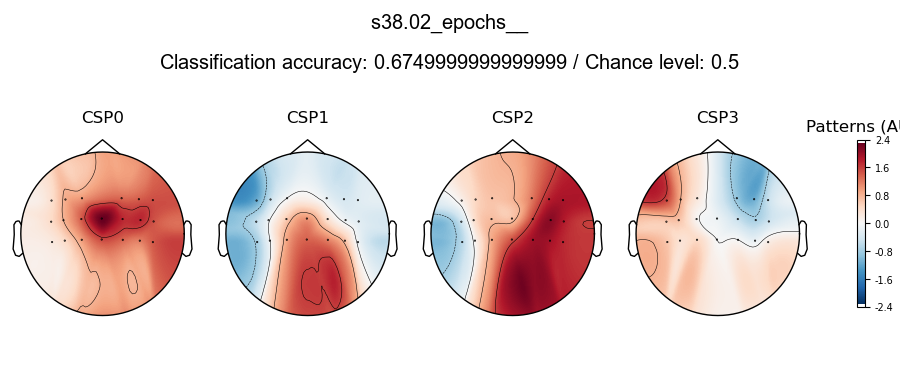 s38.02_epochs__
Classification accuracy: 0.6749999999999999 / Chance level: 0.5
CSP0 CSP1 CSP2 CSP3
Patterns (AU
2.4
1.6
0.8
0.0
-0.8
-1.6
-2.4